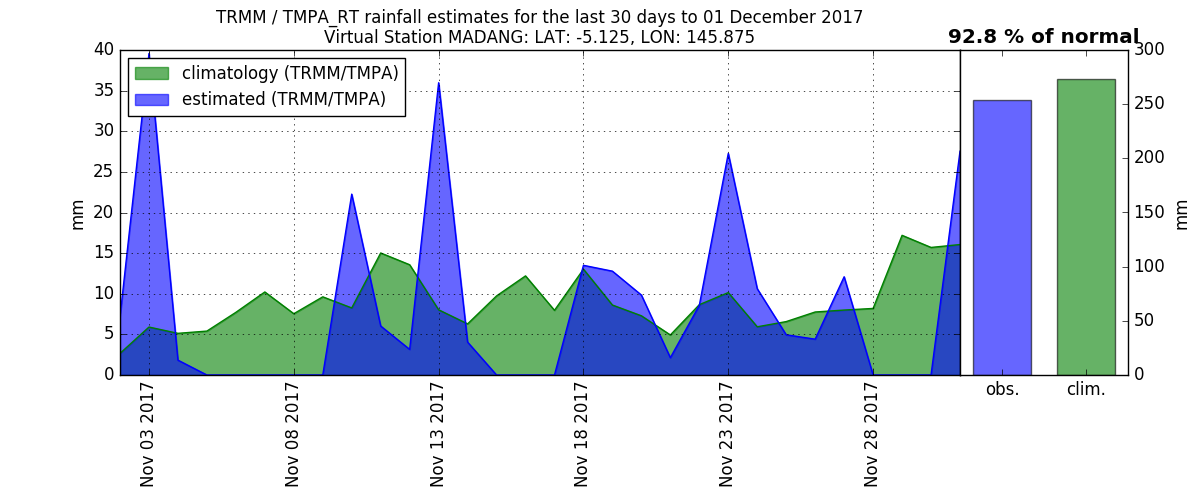 TRMM / TMPA_RT rainfall estimates for the last 30 days to 01 December 2017
Virtual Station MADANG: LAT: -5.125, LON: 145.875
92.8 % of normal
climatology (TRMM/TMPA)
estimated (TRMM/TMPA)
mm
40
35
30
25
20
15
10
5
0
Nov 03 2017
Nov 08 2017
Nov 13 2017
Nov 18 2017
Nov 23 2017
Nov 28 2017
obs.
clim.
300
250
200
150
100
50
0
mm